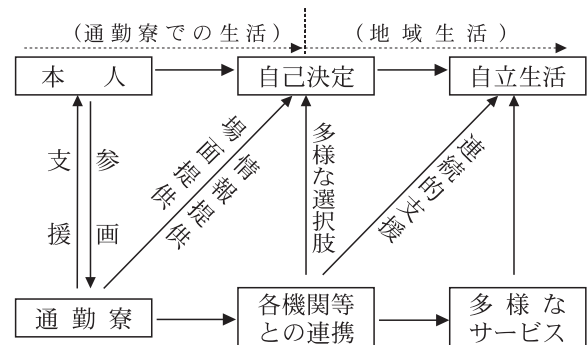 （通勤寮での生活）
（地域生活）
本人
自己決定
自立生活
支援
参画
場面提供
情報提供
多様な選択肢
連続的支援
通勤寮
各機関等
との連携
多様な
サービス